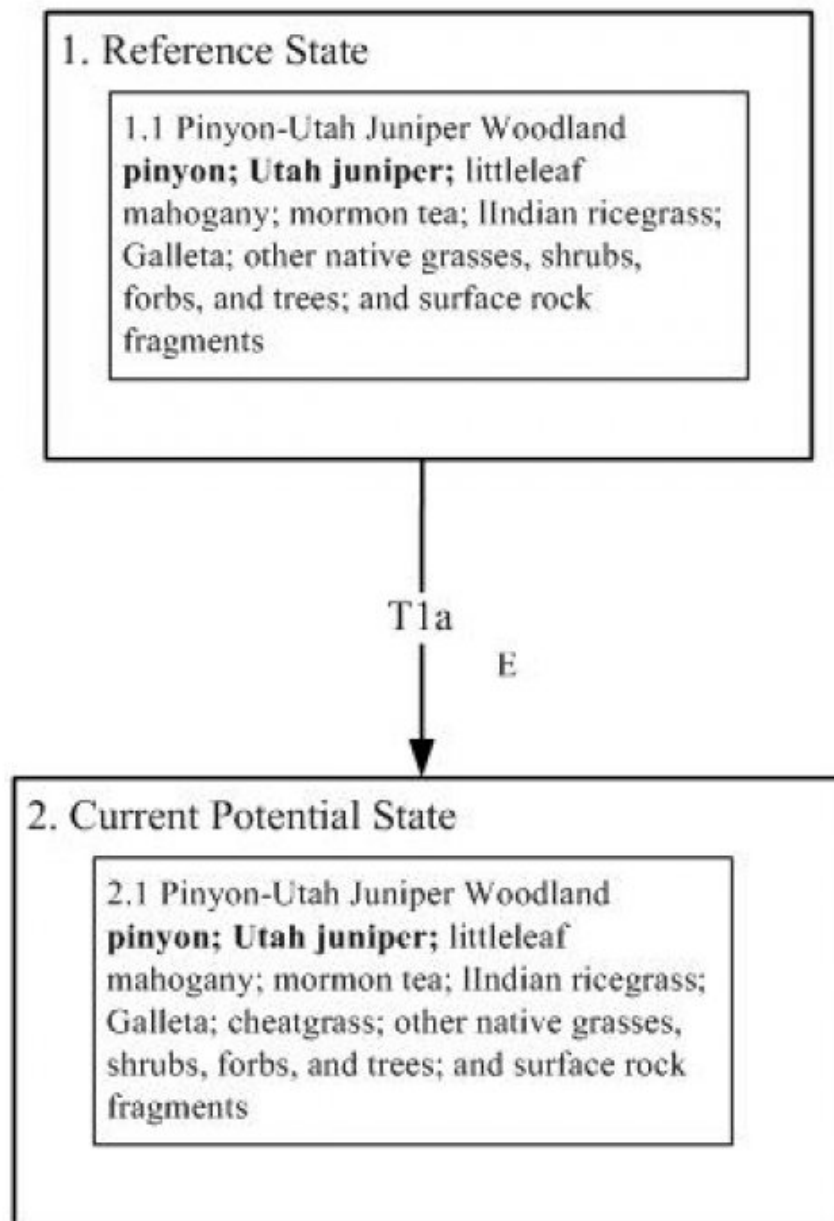 1. Reference State
1.1 Pinyon-Utah Juniper Woodland
pinyon; Utah juniper; littleleaf
mahogany; mormon tea; lIndian ricegrass;
Galleta; other native grasses, shrubs,
forbs, and trees; and surface rock
fragments
T1a
E
2. Current Potential State
2.1 Pinyon-Utah Juniper Woodland
pinyon; Utah juniper; littleleaf
mahogany; mormon tea; lIndian ricegrass;
Galleta; cheatgrass; other native grasses,
shrubs, forbs, and trees; and surface rock
fragments